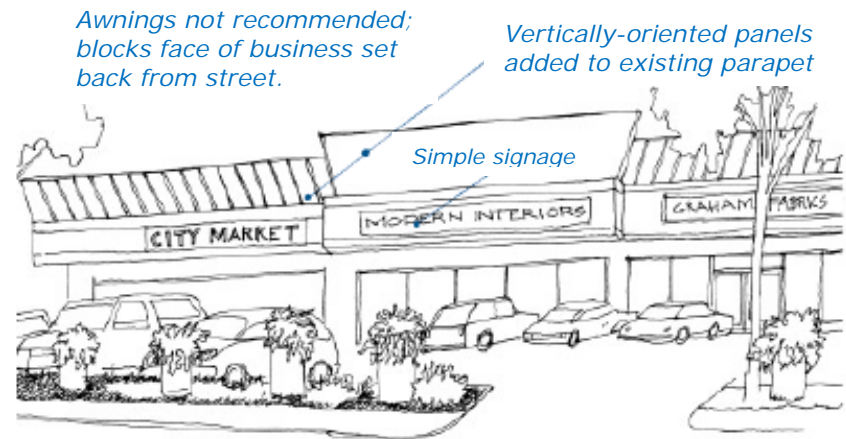 Awnings not recommended;
blocks face of business set
back from street.
Vertically-oriented panels
added to existing parapet
Simple signage
CITY MARKET
MODERN INTERIORS
GRAHAM FABRKS